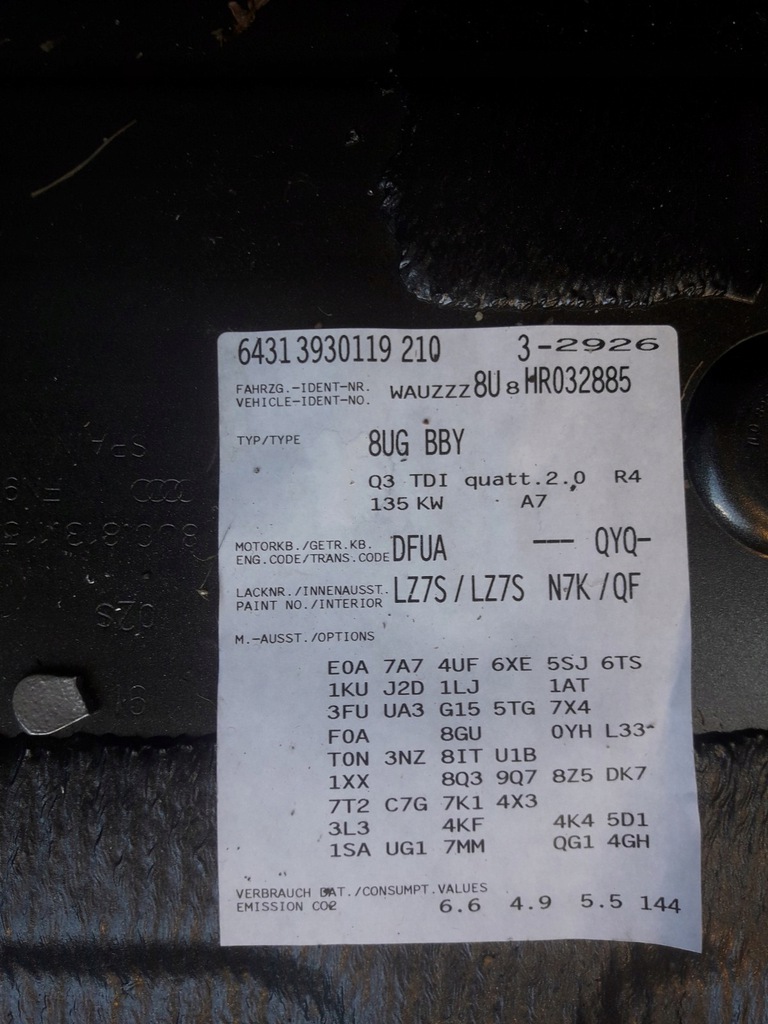 6431 3930119 210 3-2926
FAHRZG.-IDENT-NR.
VEHICLE-IDENT-NO. WAUZZZ 8U 8 HR032885
TYP/TYPE 8UG BBY
Q3 TDI quatt.2.0 R4
135 KW A7
MOTORKB./GETR.KB.
ENG.CODE/TRANS.CODE DFUA --- QYQ-
LACKNR./INNENAUSST.
PAINT NO./INTERIOR LZ7S / LZ7S N7K / QF
M.-AUSST./OPTIONS
E0A 7A7 4UF 6XE 5SJ 6TS
1KU J2D 1LJ 1AT
3FU UA3 G15 5TG 7X4
F0A 8GU 0YH L33-
T0N 3NZ 8IT U1B
1XX 8Q3 9Q7 8Z5 DK7
7T2 C7G 7K1 4X3
3L3 4KF 4K4 5D1
1SA UG1 7MM QG1 4GH
VERBRAUCH DAT./CONSUMPT.VALUES
EMISSION CO2 6.6 4.9 5.5 144